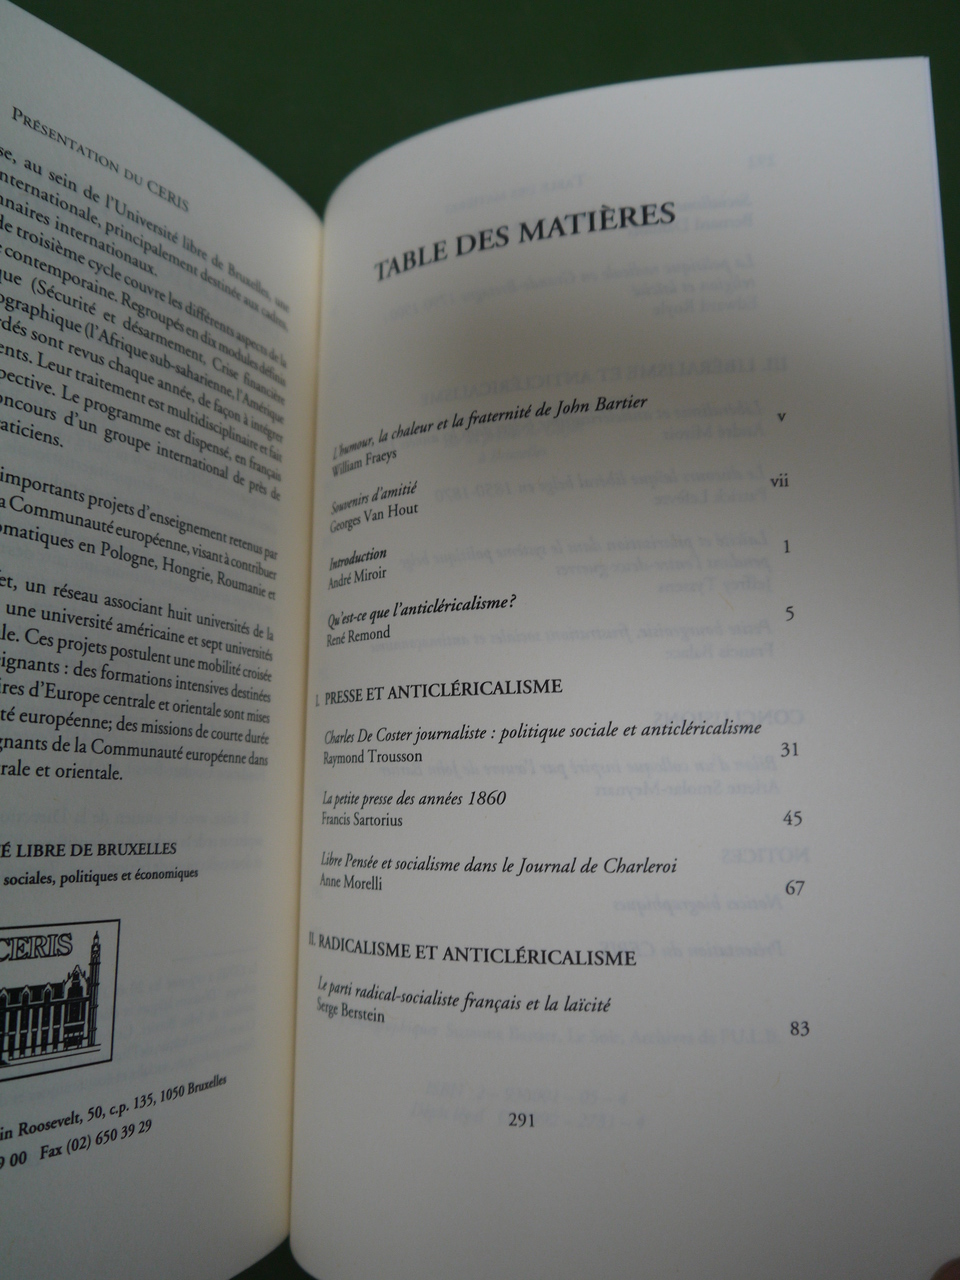 PRÉSENTATION DU CERIS
se, au sein de l'Université libre de Bruxelles, une
nternationale, principalement destinée aux cadres,
nnaires internationaux.
de troisième cycle couvre les différents aspects de la
contemporaine. Regroupés en dix modules définis
que (Sécurité et désarmement, Crise financière
ographique (l'Afrique sub-saharienne, l'Amérique
rdés sont revus chaque année, de façon à intégrer
ents. Leur traitement est multidisciplinaire et fait
pective. Le programme est dispensé, en français
concours d'un groupe international de près de
aticiens.
importants projets d'enseignement retenus par
a Communauté européenne, visant à contribuer
omatiques en Pologne, Hongrie, Roumanie et
et, un réseau associant huit universités de la
une université américaine et sept universités
ale. Ces projets postulent une mobilité croisée
ignants : des formations intensives destinées
ires d'Europe centrale et orientale sont mises
té européenne; des missions de courte durée
gnants de la Communauté européenne dans
rale et orientale.
É LIBRE DE BRUXELLES
sociales, politiques et économiques
CERIS
in Roosevelt, 50, c.p. 135, 1050 Bruxelles
9 00 Fax (02) 650 39 29
TABLE DES MATIÈRES
L'humour, la chaleur et la fraternité de John Bartier v
William Fraeys
Souvenirs d'amitié vii
Georges Van Hout
Introduction 1
André Miroir
Qu'est-ce que l'anticléricalisme? 5
René Remond
I. PRESSE ET ANTICLÉRICALISME
Charles De Coster journaliste : politique sociale et anticléricalisme
Raymond Trousson 31
La petite presse des années 1860
Francis Sartorius 45
Libre Pensée et socialisme dans le Journal de Charleroi
Anne Morelli 67
II. RADICALISME ET ANTICLÉRICALISME
Le parti radical-socialiste français et la laïcité
Serge Berstein 83
291